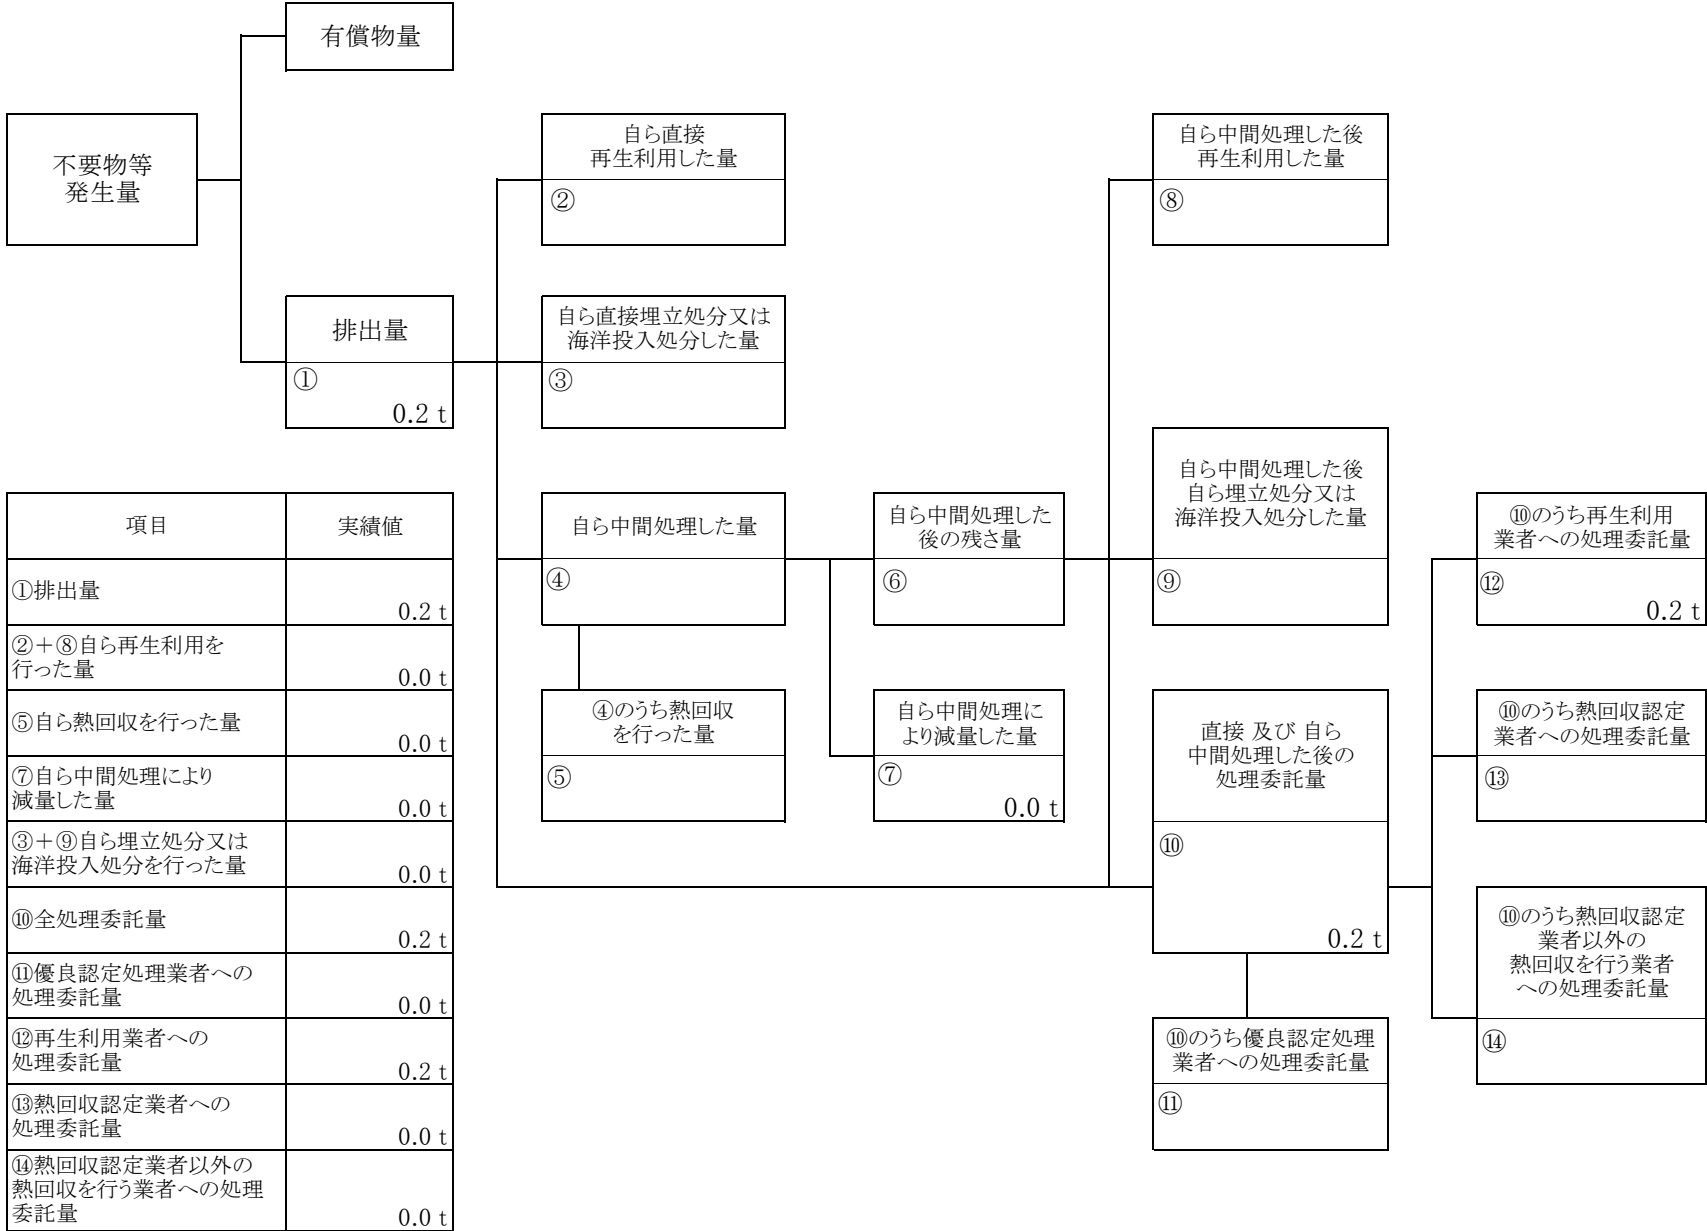 有償物量
不要物等
発生量
自ら直接
再生利用した量
②
自ら中間処理した後
再生利用した量
⑧
排出量
①
0.2 t
自ら直接埋立処分又は
海洋投入処分した量
③
自ら中間処理した量
④
自ら中間処理した
後の残さ量
⑥
自ら中間処理した後
自ら埋立処分又は
海洋投入処分した量
⑨
⑩のうち再生利用
業者への処理委託量
⑫
0.2 t
④のうち熱回収
を行った量
⑤
自ら中間処理に
より減量した量
⑦
0.0 t
直接 及び 自ら
中間処理した後の
処理委託量
⑩
0.2 t
⑩のうち熱回収認定
業者への処理委託量
⑬
⑩のうち熱回収認定
業者以外の
熱回収を行う業者
への処理委託量
⑭
⑩のうち優良認定処理
業者への処理委託量
⑪
項目 実績値
①排出量
0.2 t
②＋⑧自ら再生利用を
行った量
0.0 t
⑤自ら熱回収を行った量
0.0 t
⑦自ら中間処理により
減量した量
0.0 t
③＋⑨自ら埋立処分又は
海洋投入処分を行った量
0.0 t
⑩全処理委託量
0.2 t
⑪優良認定処理業者への
処理委託量
0.0 t
⑫再生利用業者への
処理委託量
0.2 t
⑬熱回収認定業者への
処理委託量
0.0 t
⑭熱回収認定業者以外の
熱回収を行う業者への処理
委託量
0.0 t